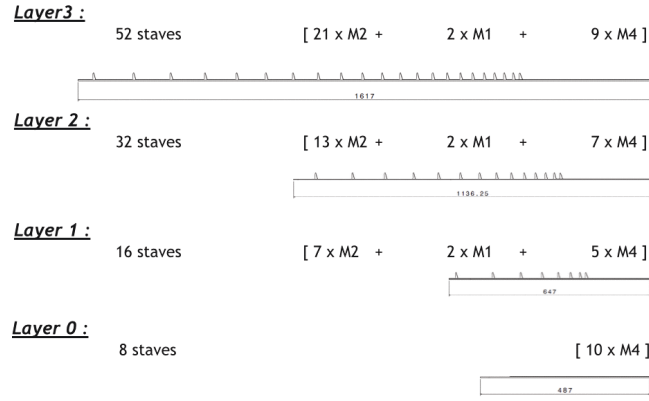 Layer3 :
52 staves [ 21 x M2 + 2 x M1 + 9 x M4 ]
1617
Layer 2 :
32 staves [ 13 x M2 + 2 x M1 + 7 x M4 ]
1136.25
Layer 1 :
16 staves [ 7 x M2 + 2 x M1 + 5 x M4 ]
647
Layer 0 :
8 staves [ 10 x M4 ]
487